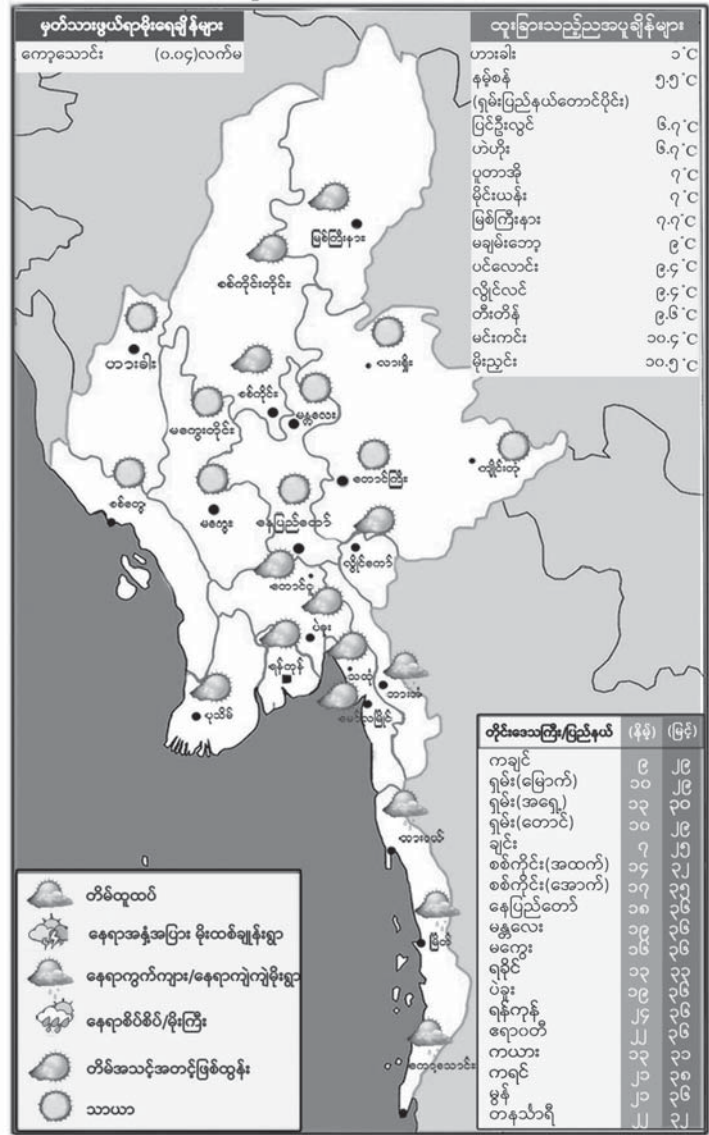 မှတ်သားဖွယ်ရာမိုးရေချိန်များ
ကော့သောင်း (၀.၀၄)လက်မ
ထူးခြားသည့်ညအပူချိန်များ
ဟားခါး ၁°C
နမ့်စန် ၅.၅°C
(ရှမ်းပြည်နယ်တောင်ပိုင်း)
ပြင်ဦးလွင် ၆.၇°C
ဟဲဟိုး ၆.၇°C
ပူတာအို ၇°C
မိုင်းယန်း ၇°C
မြစ်ကြီးနား ၇.၇°C
မချမ်းဘော့ ၉°C
ပင်လောင်း ၉.၄°C
လွိုင်လင် ၉.၄°C
တီးတိန် ၉.၆°C
မင်းကင်း ၁၀.၄°C
မိုးညှင်း ၁၀.၅°C
မြစ်ကြီးနား
စစ်ကိုင်းတိုင်း
ဟားခါး
လားရှိုး
စစ်ကိုင်း
မန္တလေး
မကွေးတိုင်း
တောင်ကြီး
ကျိုင်းတုံ
စစ်တွေ
မကွေး
နေပြည်တော်
လွိုင်ကော်
တောင်ငူ
ပဲခူး
ရန်ကုန်
သထုံ
ဘားအံ
ပုသိမ်
မော်လမြိုင်
ထားဝယ်
မြိတ်
ကော့သောင်း
တိုင်းဒေသကြီး/ပြည်နယ် (နိမ့်) (မြင့်)
ကချင် ၉ ၂၉
ရှမ်း(မြောက်) ၁၀ ၂၉
ရှမ်း(အရှေ့) ၁၃ ၃၀
ရှမ်း(တောင်) ၁၀ ၂၉
ချင်း ၇ ၂၅
စစ်ကိုင်း(အထက်) ၁၄ ၃၂
စစ်ကိုင်း(အောက်) ၁၇ ၃၅
နေပြည်တော် ၁၈ ၃၆
မန္တလေး ၁၉ ၃၆
မကွေး ၁၆ ၃၆
ရခိုင် ၁၃ ၃၃
ပဲခူး ၁၉ ၃၆
ရန်ကုန် ၂၄ ၃၆
ဧရာဝတီ ၂၂ ၃၆
ကယား ၁၃ ၃၁
ကရင် ၂၁ ၃၈
မွန် ၂၁ ၃၆
တနင်္သာရီ ၂၂ ၃၂
တိမ်ထူထပ်
နေရာအနှံ့အပြား မိုးထစ်ချုန်းရွာ
နေရာကွက်ကျား/နေရာကျဲကျဲမိုးရွာ
နေရာစိပ်စိပ်/မိုးကြီး
တိမ်အသင့်အတင့်ဖြစ်ထွန်း
သာယာ